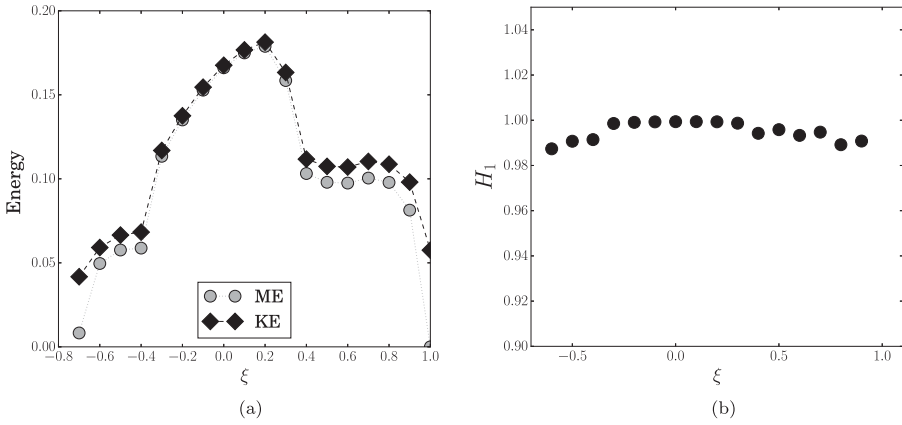 0.20
0.15
0.10
0.05
0.00
Energy
−0.8 −0.6 −0.4 −0.2 0.0 0.2 0.4 0.6 0.8 1.0
ξ
ME
KE
(a)
1.04
1.02
1.00
0.98
0.96
0.94
0.92
0.90
H₁
−0.5 0.0 0.5 1.0
ξ
(b)